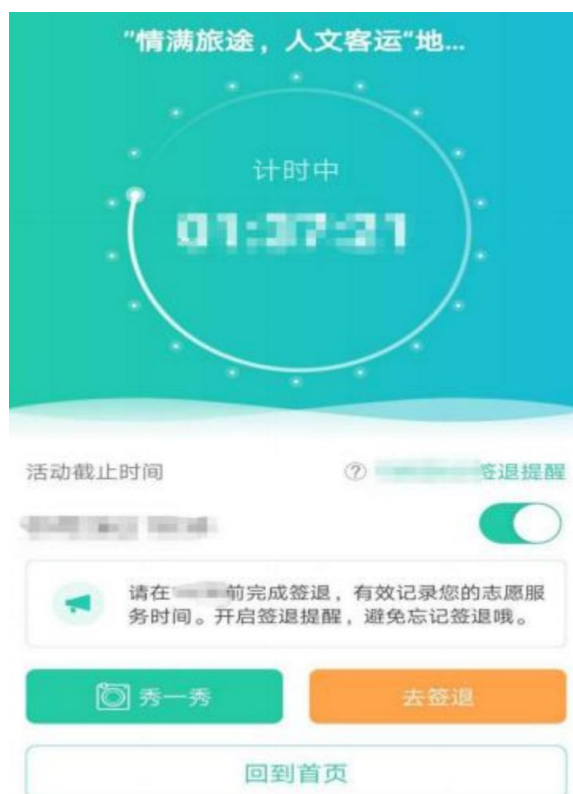 "情满旅途，人文客运“地...
计时中
活动截止时间
签退提醒
请在 前完成签退，有效记录您的志愿服
务时间。开启签退提醒，避免忘记签退哦。
秀一秀
去签退
回到首页